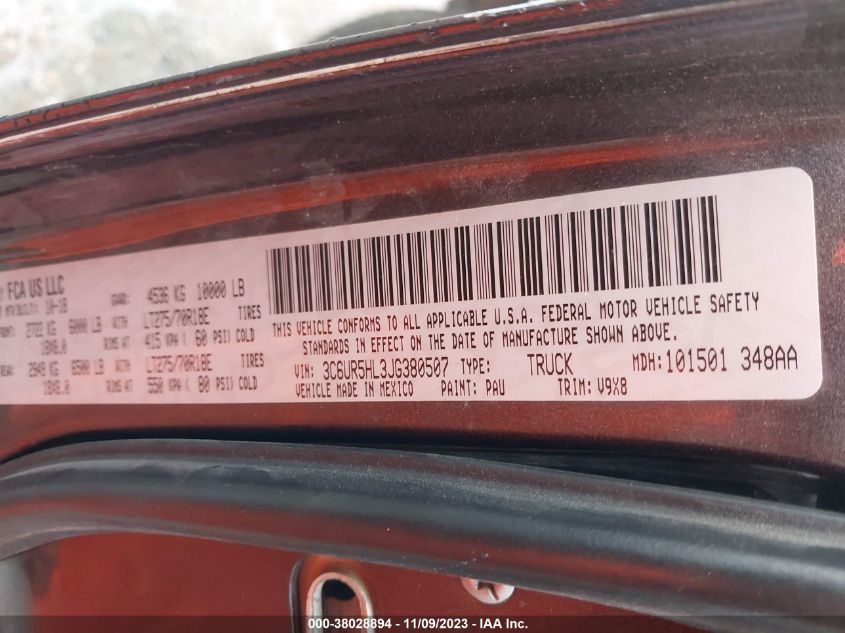 FCA US LLC
GVWR: 4536 KG 10000 LB
MFR/BUILT: 10-18
FRONT: 2722 KG 6000 LB WITH LT275/70R18E TIRES
18X8.0 RIMS AT 415 KPA ( 60 PSI) COLD
REAR: 2948 KG 6500 LB WITH LT275/70R18E TIRES
18X8.0 RIMS AT 550 KPA ( 80 PSI) COLD
THIS VEHICLE CONFORMS TO ALL APPLICABLE U.S.A. FEDERAL MOTOR VEHICLE SAFETY
STANDARDS IN EFFECT ON THE DATE OF MANUFACTURE SHOWN ABOVE.
VIN: 3C6UR5HL3JG380507 TYPE: TRUCK MDH:101501 348AA
VEHICLE MADE IN MEXICO PAINT: PAU TRIM: V9X8
000-38028894 - 11/09/2023 - IAA Inc.